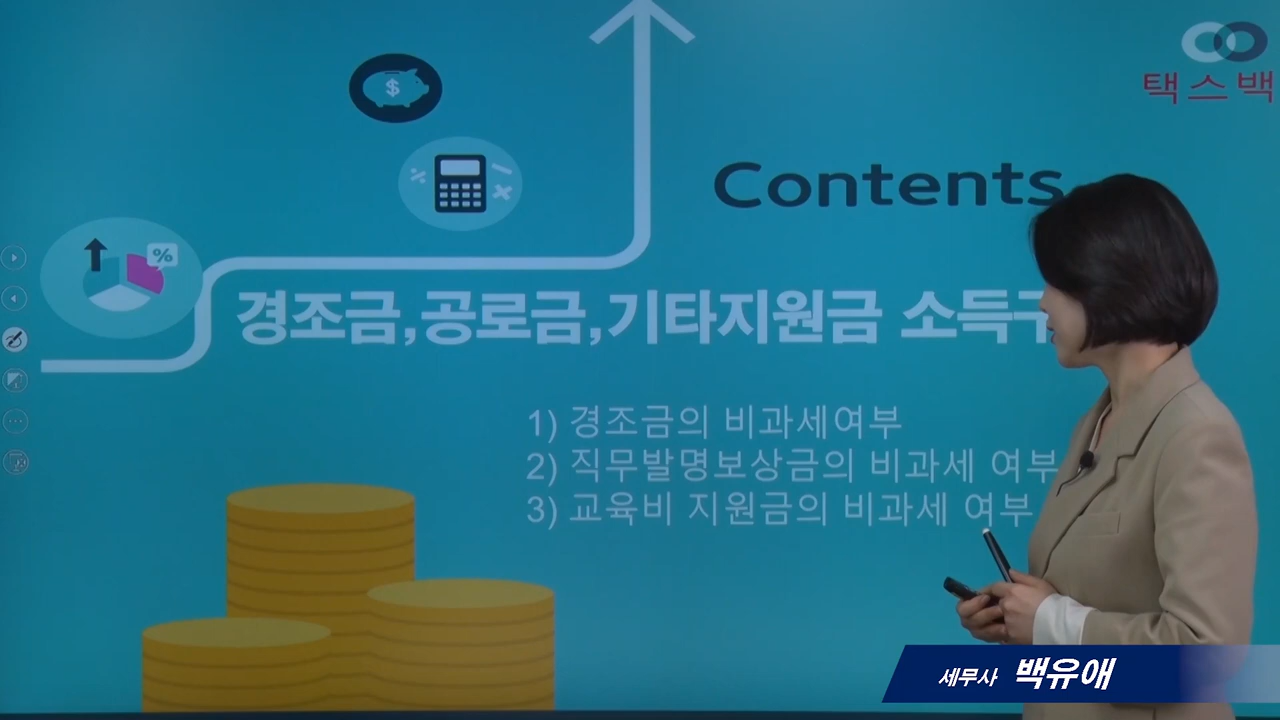 택스백
Contents
$
%
경조금,공로금,기타지원금 소득구
1) 경조금의 비과세여부
2) 직무발명보상금의 비과세 여부
3) 교육비 지원금의 비과세 여부
세무사 백유애